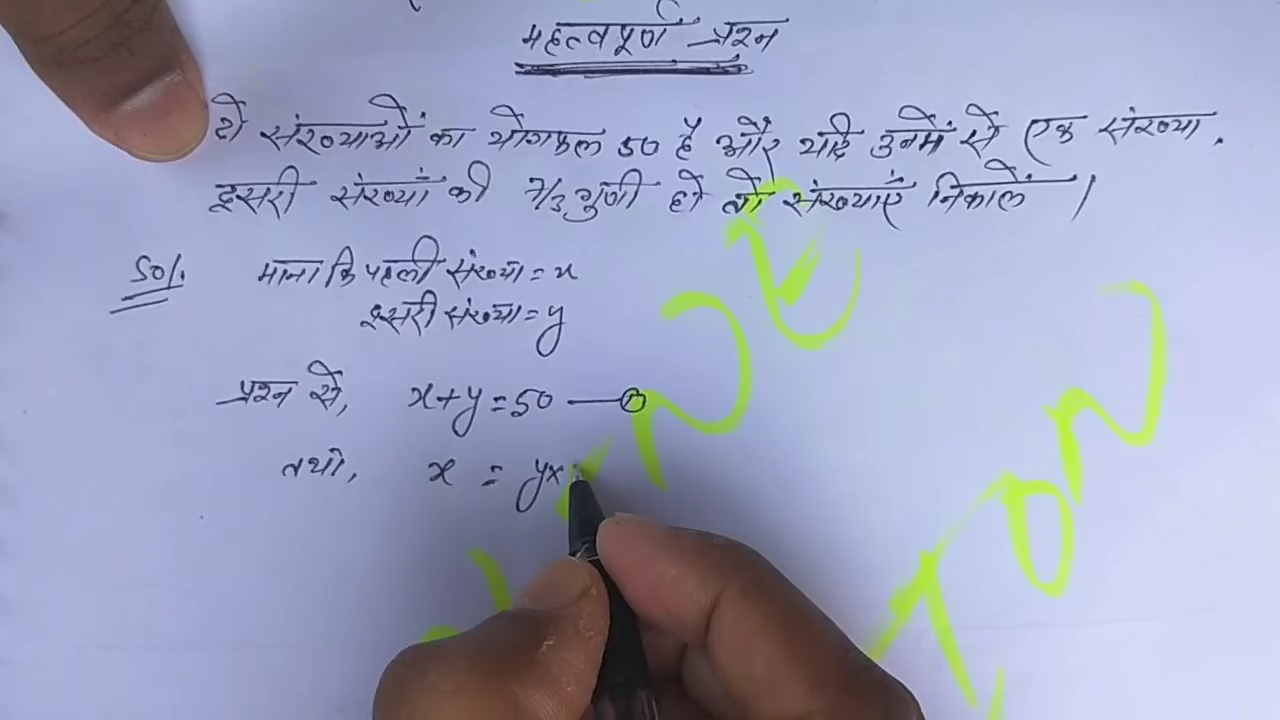 महत्वपूर्ण प्रश्न
दो संख्याओं का योगफल 50 है और यदि उनमें से एक संख्या
दूसरी संख्या की 7/3 गुणी हो तो संख्याएं निकालें ।
Sol. माना कि पहली संख्या = x
दूसरी संख्या = y
प्रश्न से, x+y=50 — ①
तथा, x = y×